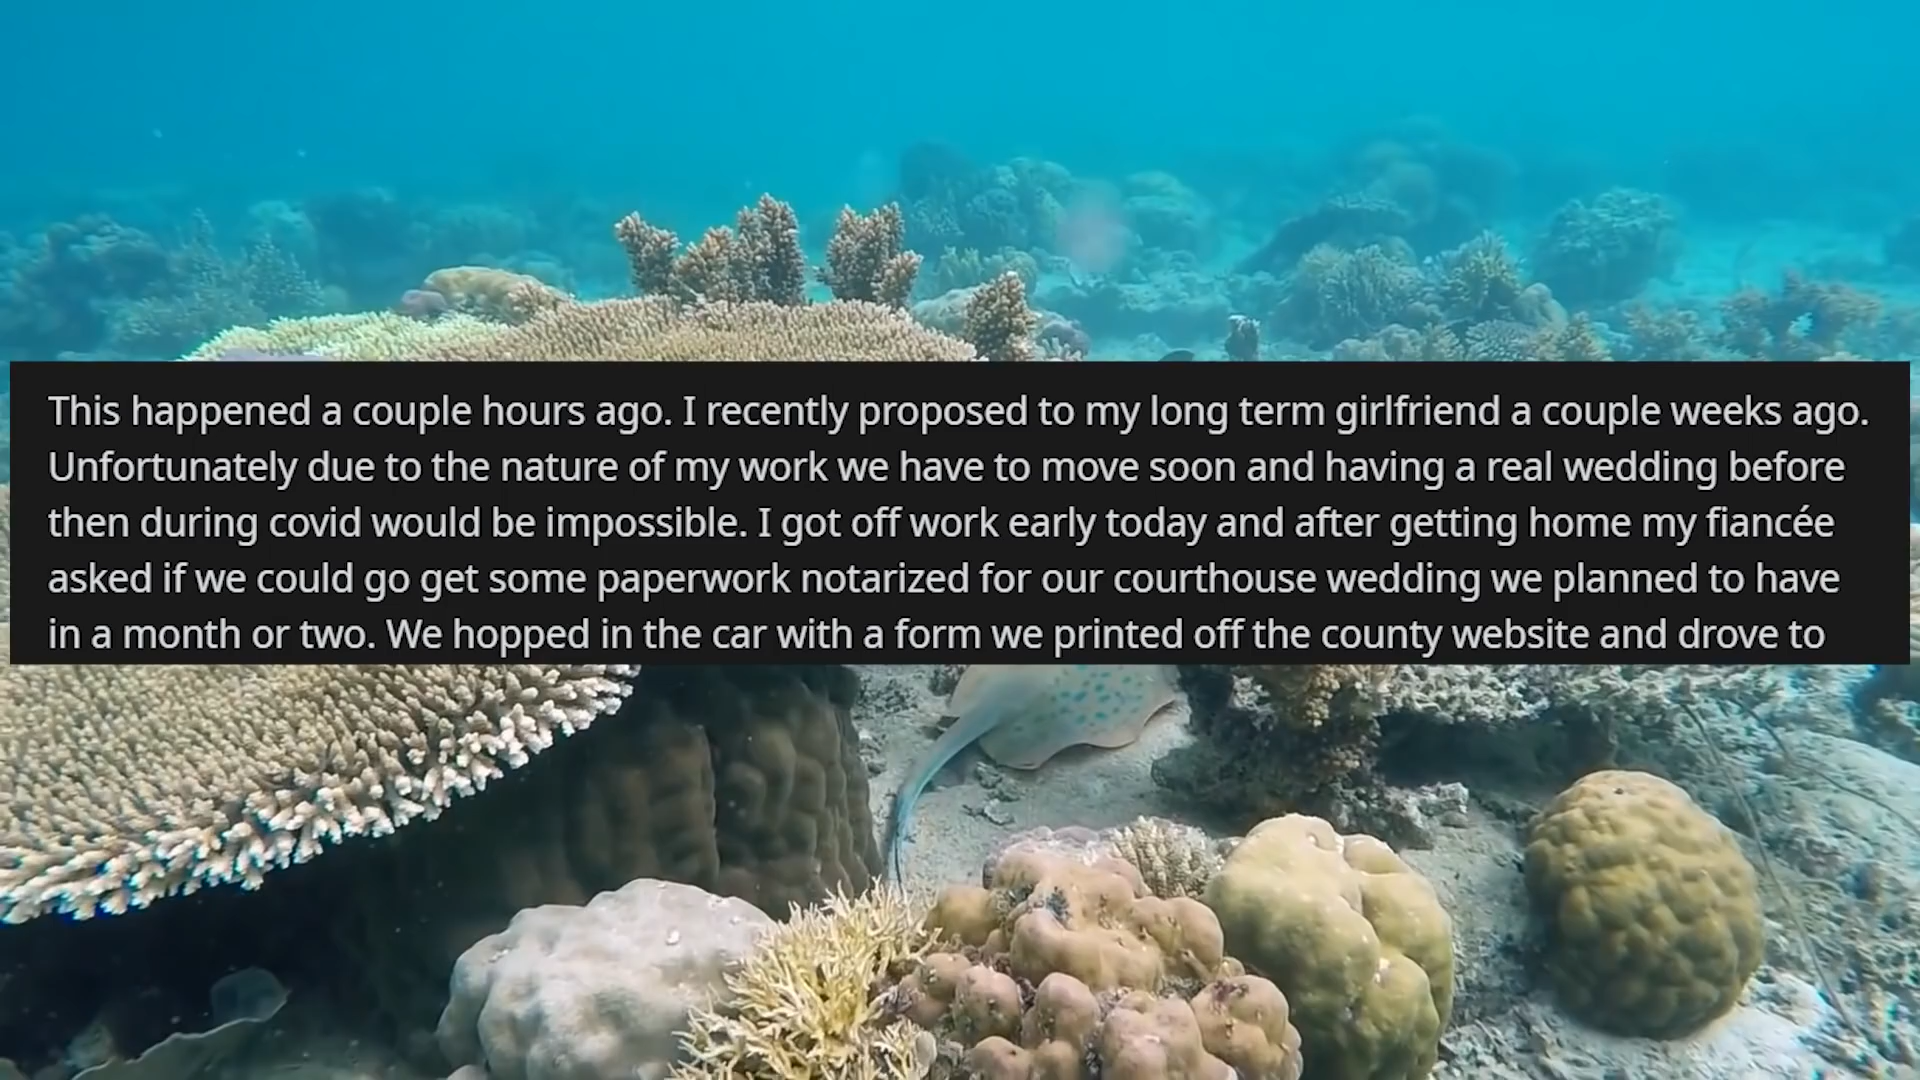 This happened a couple hours ago. I recently proposed to my long term girlfriend a couple weeks ago.
Unfortunately due to the nature of my work we have to move soon and having a real wedding before
then during covid would be impossible. I got off work early today and after getting home my fiancée
asked if we could go get some paperwork notarized for our courthouse wedding we planned to have
in a month or two. We hopped in the car with a form we printed off the county website and drove to